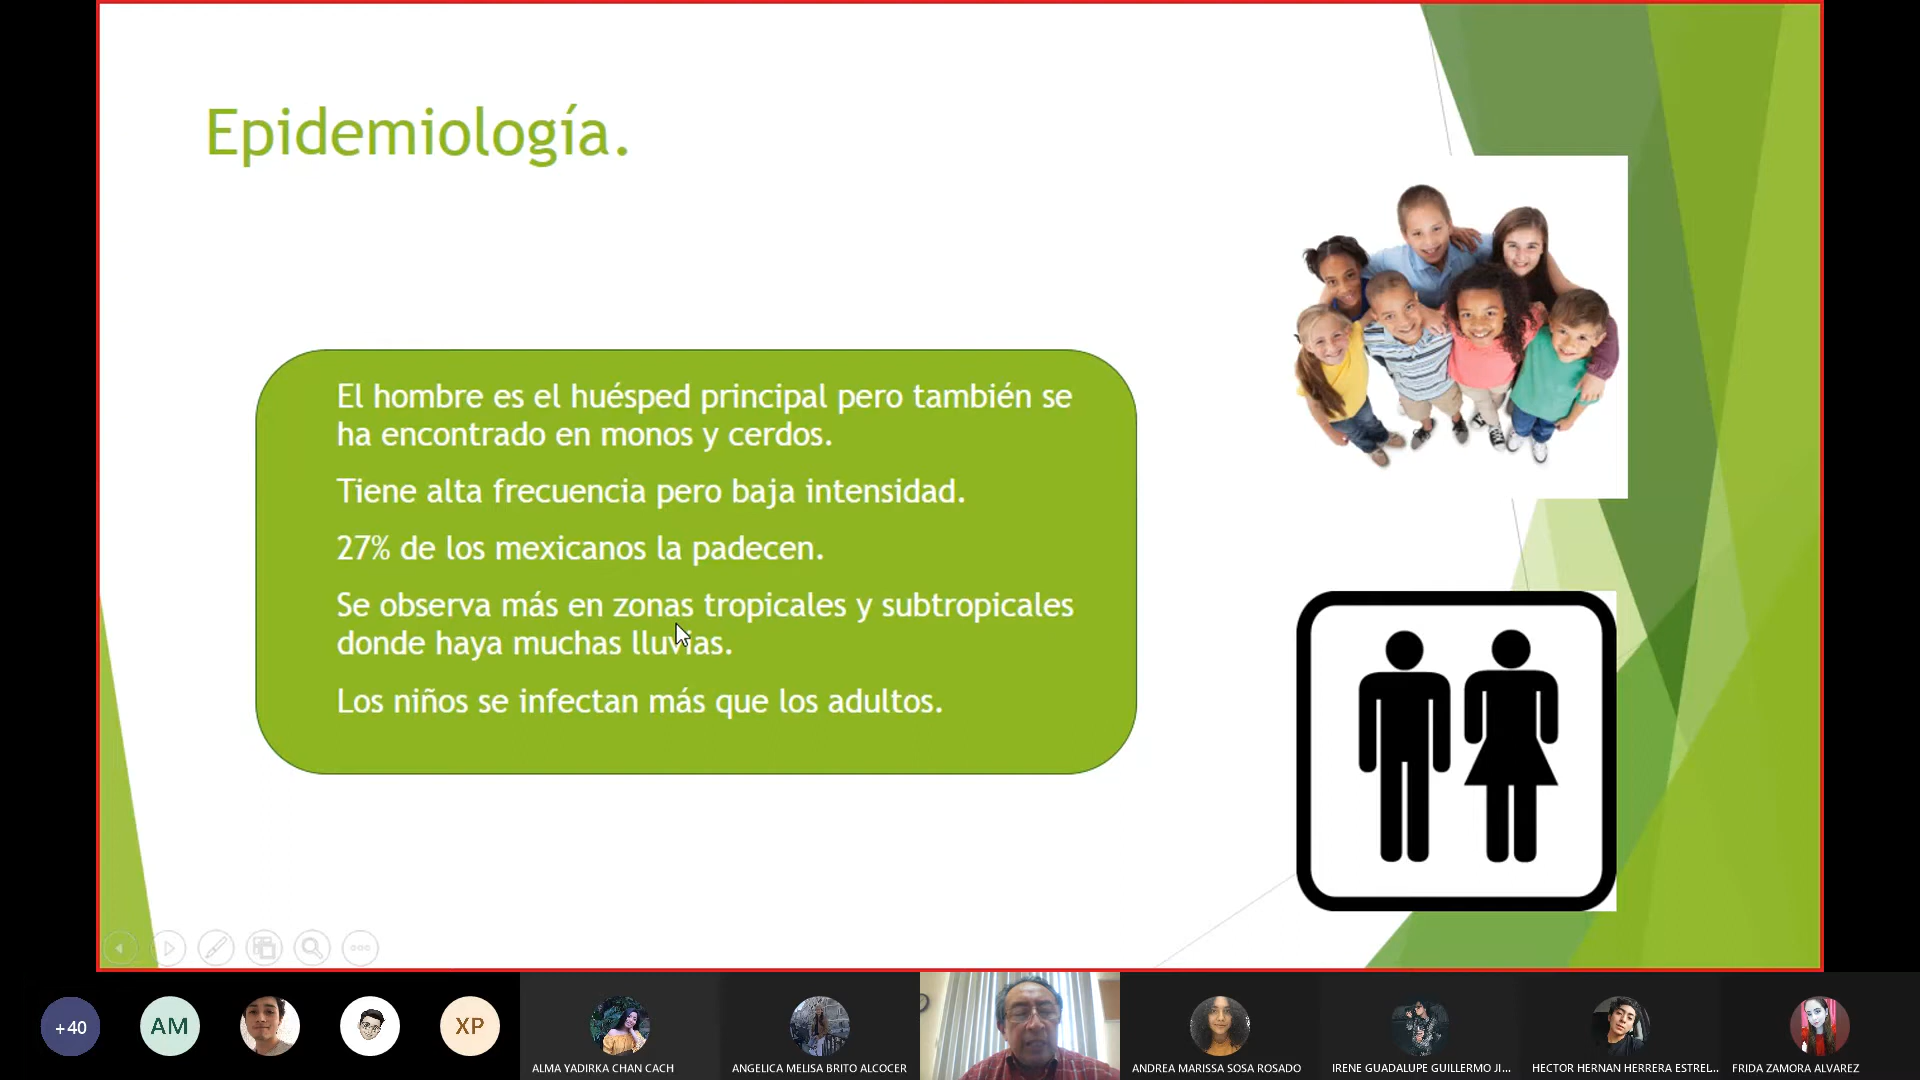 Epidemiología.
El hombre es el huésped principal pero también se
ha encontrado en monos y cerdos.
Tiene alta frecuencia pero baja intensidad.
27% de los mexicanos la padecen.
Se observa más en zonas tropicales y subtropicales
donde haya muchas lluvias.
Los niños se infectan más que los adultos.
+40
AM
XP
ALMA YADIRKA CHAN CACH
ANGELICA MELISA BRITO ALCOCER
ANDREA MARISSA SOSA ROSADO
IRENE GUADALUPE GUILLERMO JI...
HECTOR HERNAN HERRERA ESTREL...
FRIDA ZAMORA ALVAREZ